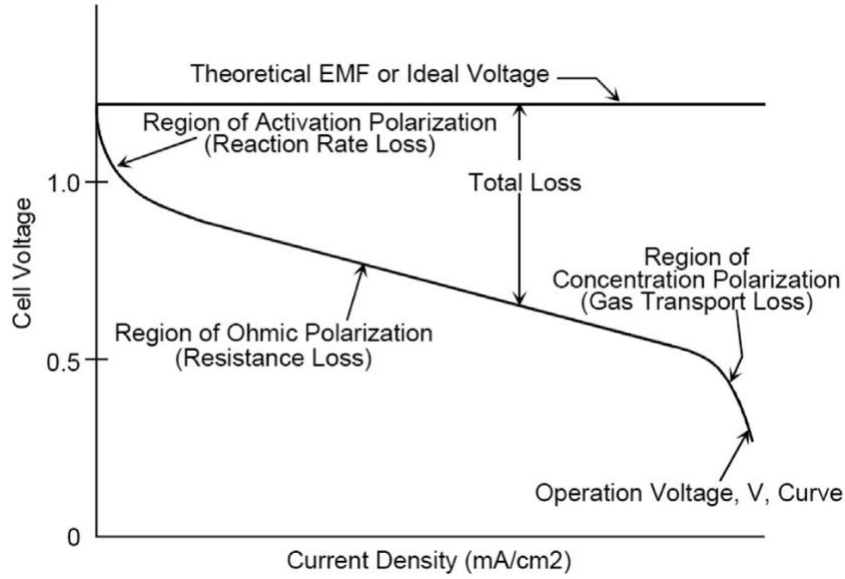 Theoretical EMF or Ideal Voltage
Region of Activation Polarization
(Reaction Rate Loss)
1.0
Total Loss
Cell Voltage
Region of
Concentration Polarization
(Gas Transport Loss)
Region of Ohmic Polarization
(Resistance Loss)
0.5
Operation Voltage, V, Curve
0
Current Density (mA/cm2)